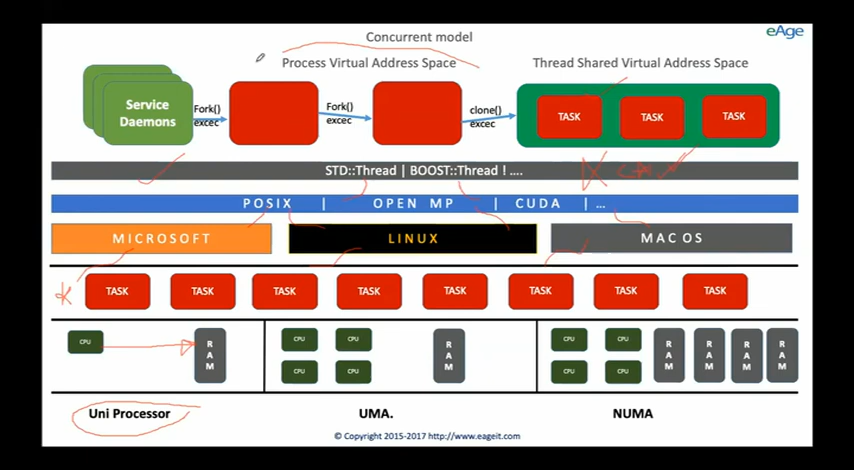 eAge
Concurrent model
Process Virtual Address Space
Thread Shared Virtual Address Space
Service
Daemons
Fork()
excec
Fork()
excec
clone()
excec
TASK
TASK
TASK
STD::Thread | BOOST::Thread ! ....
POSIX | OPEN MP | CUDA | ...
MICROSOFT
LINUX
MAC OS
TASK
TASK
TASK
TASK
TASK
TASK
TASK
TASK
CPU
RAM
CPU
CPU
CPU
CPU
RAM
CPU
CPU
CPU
CPU
RAM
RAM
RAM
RAM
Uni Processor
UMA.
NUMA
© Copyright 2015-2017 http://www.eageit.com